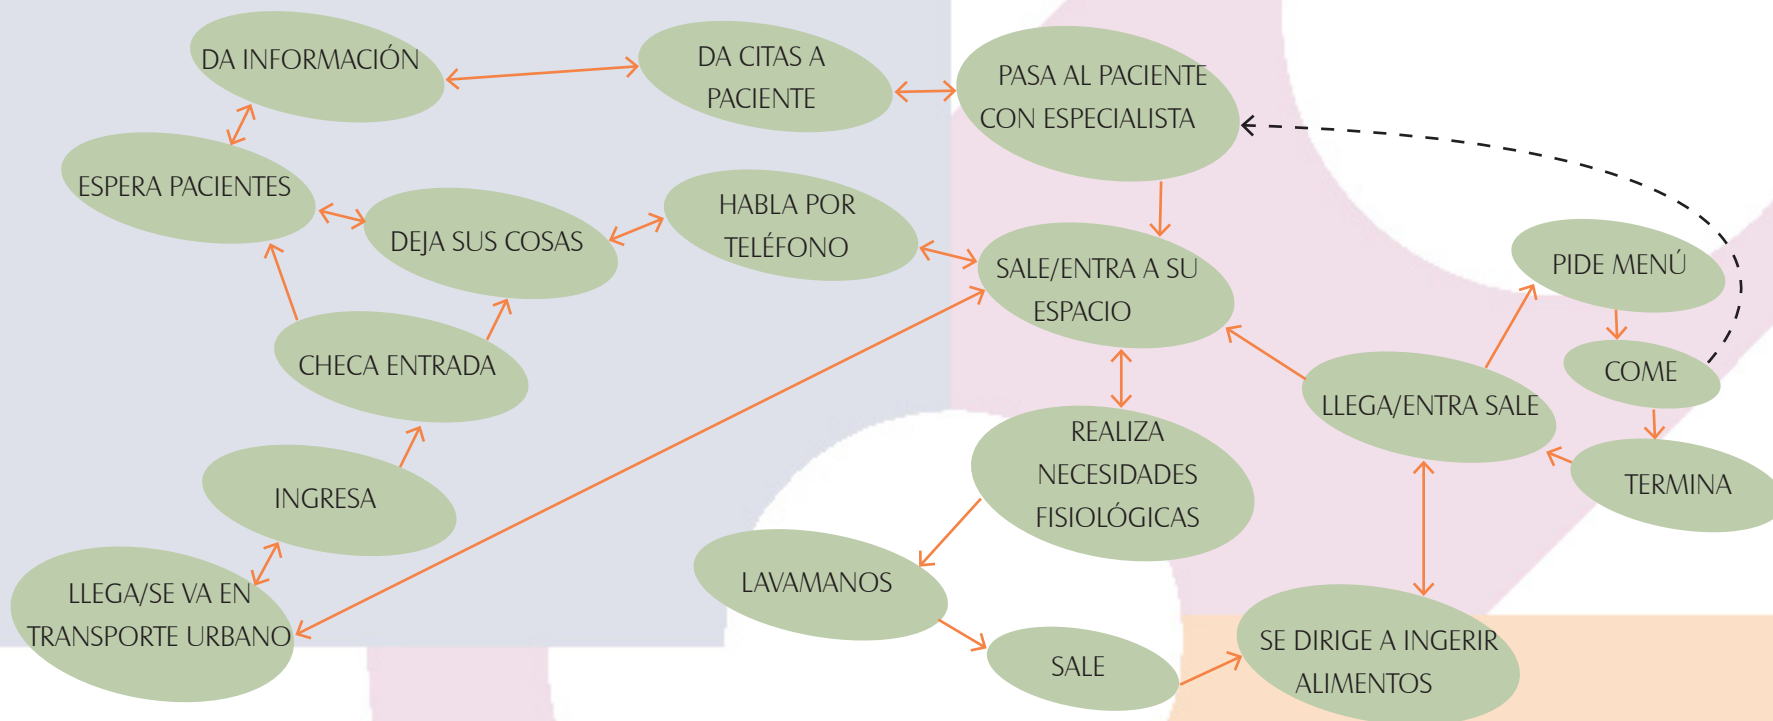 DA INFORMACIÓN
DA CITAS A
PACIENTE
PASA AL PACIENTE
CON ESPECIALISTA
ESPERA PACIENTES
DEJA SUS COSAS
HABLA POR
TELÉFONO
SALE/ENTRA A SU
ESPACIO
PIDE MENÚ
CHECA ENTRADA
COME
LLEGA/ENTRA SALE
REALIZA
NECESIDADES
FISIOLÓGICAS
TERMINA
INGRESA
LAVAMANOS
LLEGA/SE VA EN
TRANSPORTE URBANO
SALE
SE DIRIGE A INGERIR
ALIMENTOS